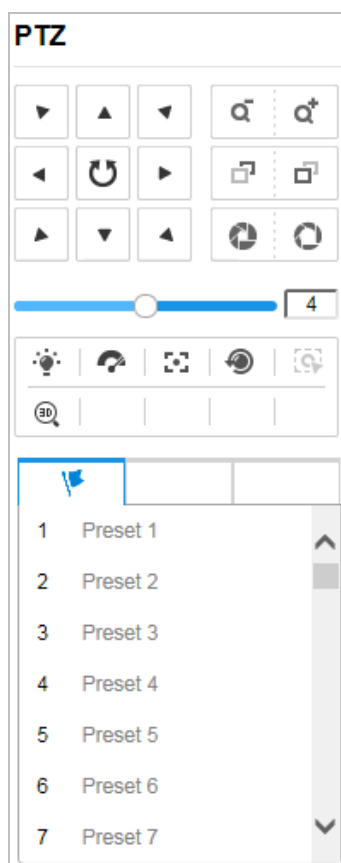 PTZ
4
3D
1 Preset 1
2 Preset 2
3 Preset 3
4 Preset 4
5 Preset 5
6 Preset 6
7 Preset 7